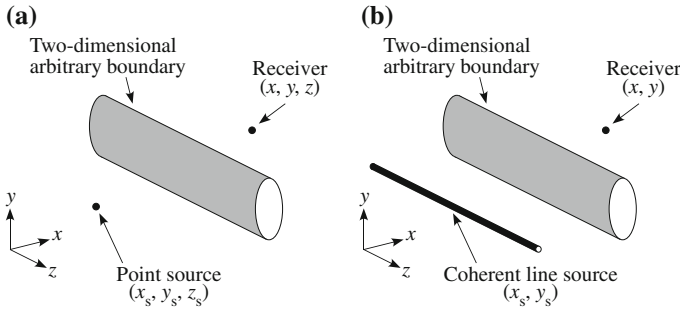 (a)
Two-dimensional
arbitrary boundary
Receiver
(x, y, z)
y
x
z
Point source
(xs, ys, zs)
(b)
Two-dimensional
arbitrary boundary
Receiver
(x, y)
y
x
z
Coherent line source
(xs, ys)